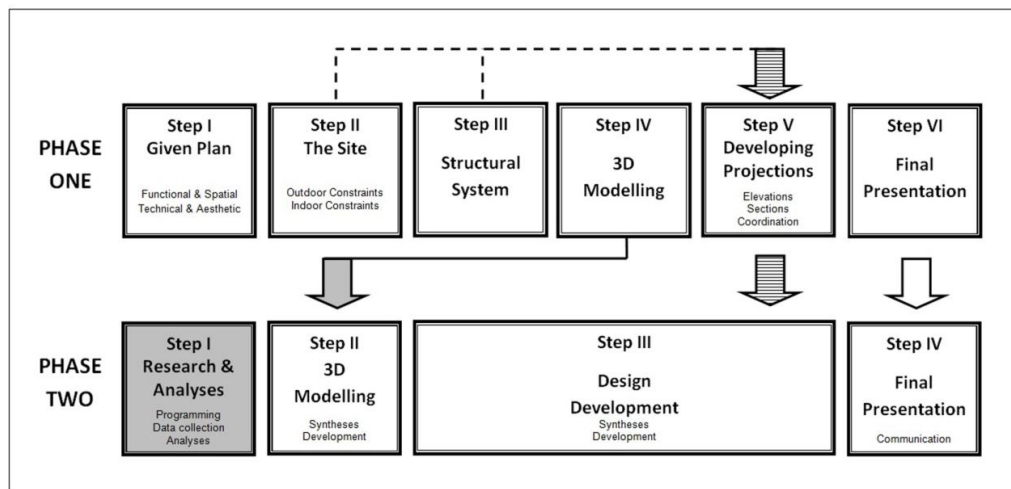 PHASE
ONE
Step I
Given Plan
Functional & Spatial
Technical & Aesthetic
Step II
The Site
Outdoor Constraints
Indoor Constraints
Step III
Structural
System
Step IV
3D
Modelling
Step V
Developing
Projections
Elevations
Sections
Coordination
Step VI
Final
Presentation
PHASE
TWO
Step I
Research &
Analyses
Programming
Data collection
Analyses
Step II
3D
Modelling
Syntheses
Development
Step III
Design
Development
Syntheses
Development
Step IV
Final
Presentation
Communication